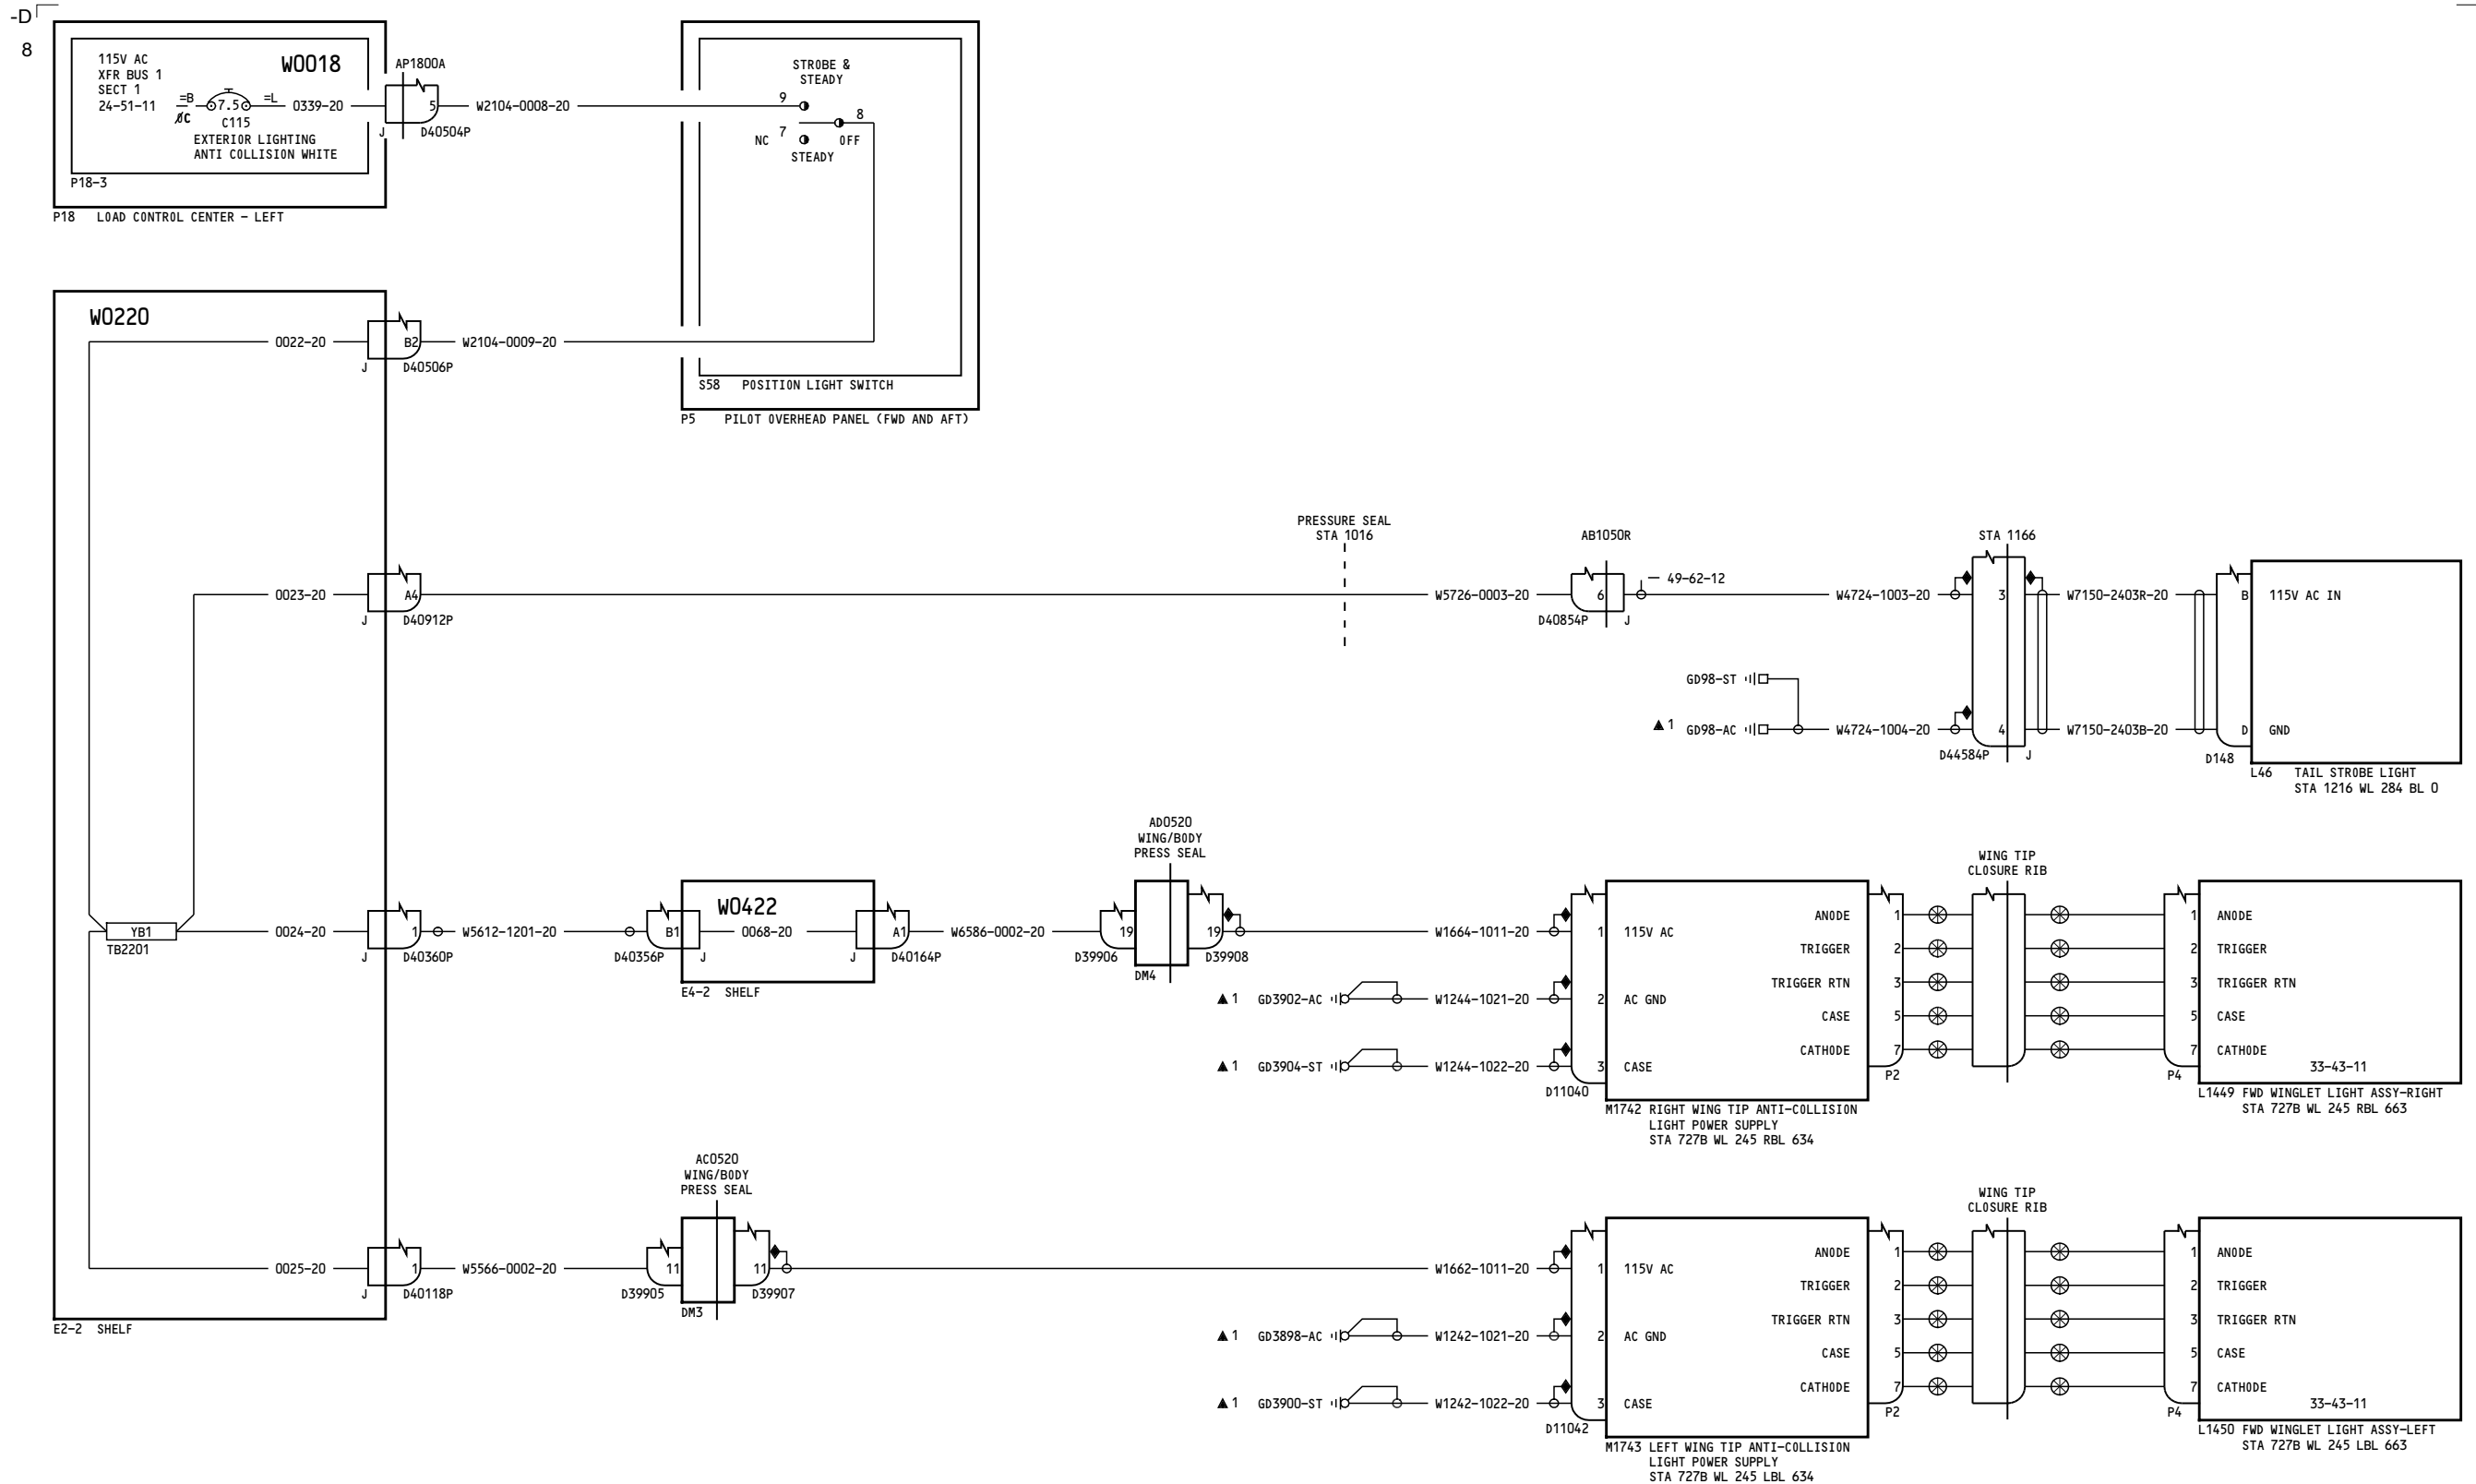 -D
8
115V AC
XFR BUS 1
SECT 1
24-51-11
W0018
=B
ØC
7.5
=L
0339-20
C115
EXTERIOR LIGHTING
ANTI COLLISION WHITE
P18-3
P18 LOAD CONTROL CENTER - LEFT
AP1800A
5
J
D40504P
W2104-0008-20
STROBE &
STEADY
9
8
7
NC
OFF
STEADY
S58 POSITION LIGHT SWITCH
P5 PILOT OVERHEAD PANEL (FWD AND AFT)
W0220
0022-20
B2
J
D40506P
W2104-0009-20
0023-20
A4
J
D40912P
PRESSURE SEAL
STA 1016
W5726-0003-20
AB1050R
6
D40854P
J
49-62-12
W4724-1003-20
STA 1166
3
W7150-2403R-20
B
115V AC IN
GD98-ST
▲1 GD98-AC
W4724-1004-20
4
W7150-2403B-20
D
GND
D44584P
J
D148
L46 TAIL STROBE LIGHT
STA 1216 WL 284 BL 0
YB1
TB2201
0024-20
1
J
D40360P
W5612-1201-20
D40356P
B1
J
W0422
0068-20
J
A1
D40164P
E4-2 SHELF
W6586-0002-20
AD0520
WING/BODY
PRESS SEAL
19
19
D39906
D39908
DM4
W1664-1011-20
1
115V AC
▲1 GD3902-AC
W1244-1021-20
2
AC GND
▲1 GD3904-ST
W1244-1022-20
3
CASE
D11040
ANODE
1
TRIGGER
2
TRIGGER RTN
3
CASE
5
CATHODE
7
P2
M1742 RIGHT WING TIP ANTI-COLLISION
LIGHT POWER SUPPLY
STA 727B WL 245 RBL 634
WING TIP
CLOSURE RIB
1
ANODE
2
TRIGGER
3
TRIGGER RTN
5
CASE
7
CATHODE
P4
33-43-11
L1449 FWD WINGLET LIGHT ASSY-RIGHT
STA 727B WL 245 RBL 663
0025-20
1
J
D40118P
E2-2 SHELF
W5566-0002-20
AC0520
WING/BODY
PRESS SEAL
11
11
D39905
D39907
DM3
W1662-1011-20
1
115V AC
▲1 GD3898-AC
W1242-1021-20
2
AC GND
▲1 GD3900-ST
W1242-1022-20
3
CASE
D11042
ANODE
1
TRIGGER
2
TRIGGER RTN
3
CASE
5
CATHODE
7
P2
M1743 LEFT WING TIP ANTI-COLLISION
LIGHT POWER SUPPLY
STA 727B WL 245 LBL 634
WING TIP
CLOSURE RIB
1
ANODE
2
TRIGGER
3
TRIGGER RTN
5
CASE
7
CATHODE
P4
33-43-11
L1450 FWD WINGLET LIGHT ASSY-LEFT
STA 727B WL 245 LBL 663